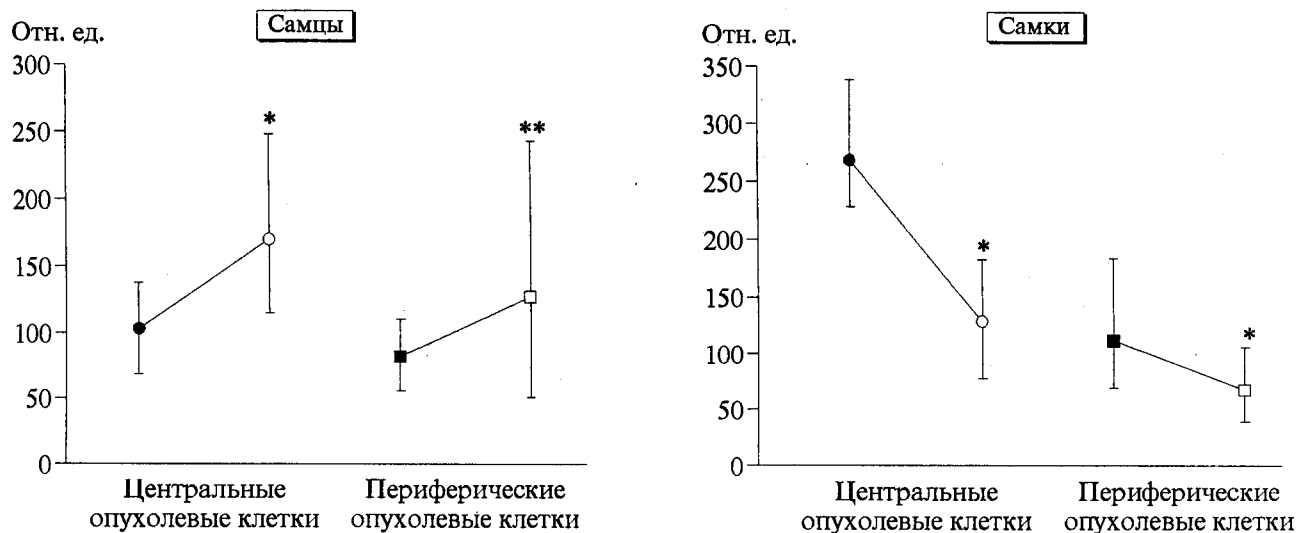 Самцы
Отн. ед.
300
250
200
150
100
50
0
*
**
Центральные
опухолевые клетки
Периферические
опухолевые клетки
Самки
Отн. ед.
350
300
250
200
150
100
50
0
*
*
Центральные
опухолевые клетки
Периферические
опухолевые клетки